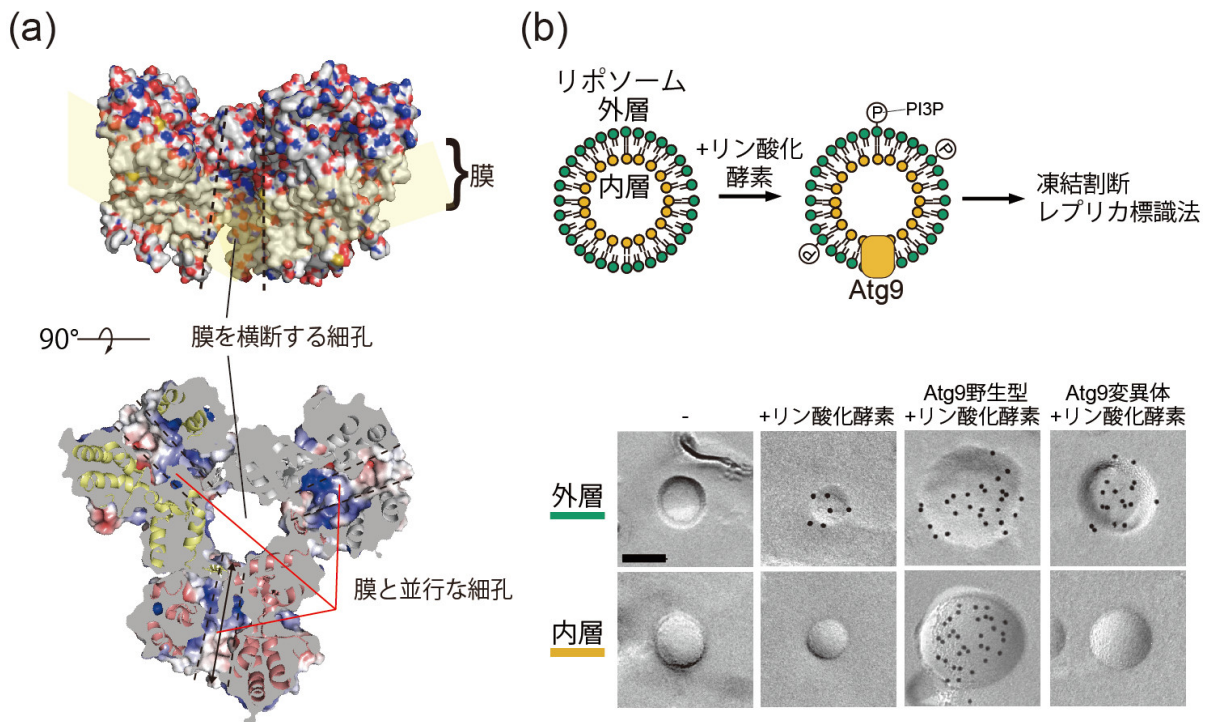 (a)
膜
膜を横断する細孔
90°
膜と並行な細孔
(b)
リポソーム
外層
内層
+リン酸化
酵素
P
PI3P
P
P
Atg9
凍結割断
レプリカ標識法
-
+リン酸化酵素
Atg9野生型
+リン酸化酵素
Atg9変異体
+リン酸化酵素
外層
内層